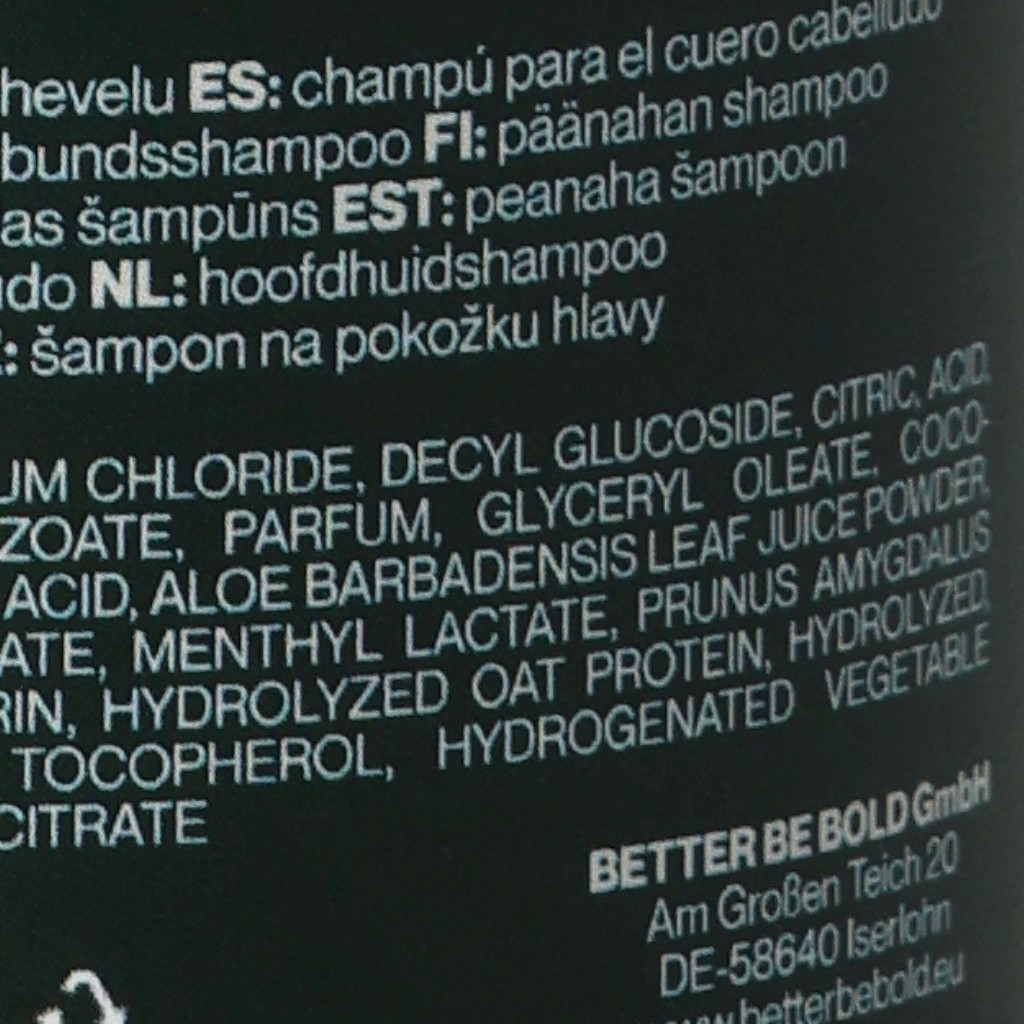 hevelu ES: champú para el cuero cabelludo
bundsshampoo FI: päänahan shampoo
as šampūns EST: peanaha šampoon
do NL: hoofdhuidshampoo
: šampon na pokožku hlavy
UM CHLORIDE, DECYL GLUCOSIDE, CITRIC, ACID,
ZOATE, PARFUM, GLYCERYL OLEATE, COCO-
ACID, ALOE BARBADENSIS LEAF JUICE POWDER,
ATE, MENTHYL LACTATE, PRUNUS AMYGDALUS
RIN, HYDROLYZED OAT PROTEIN, HYDROLYZED,
TOCOPHEROL, HYDROGENATED VEGETABLE
CITRATE
BETTER BE BOLD GmbH
Am Großen Teich 20
DE-58640 Iserlohn
www.betterbebold.eu